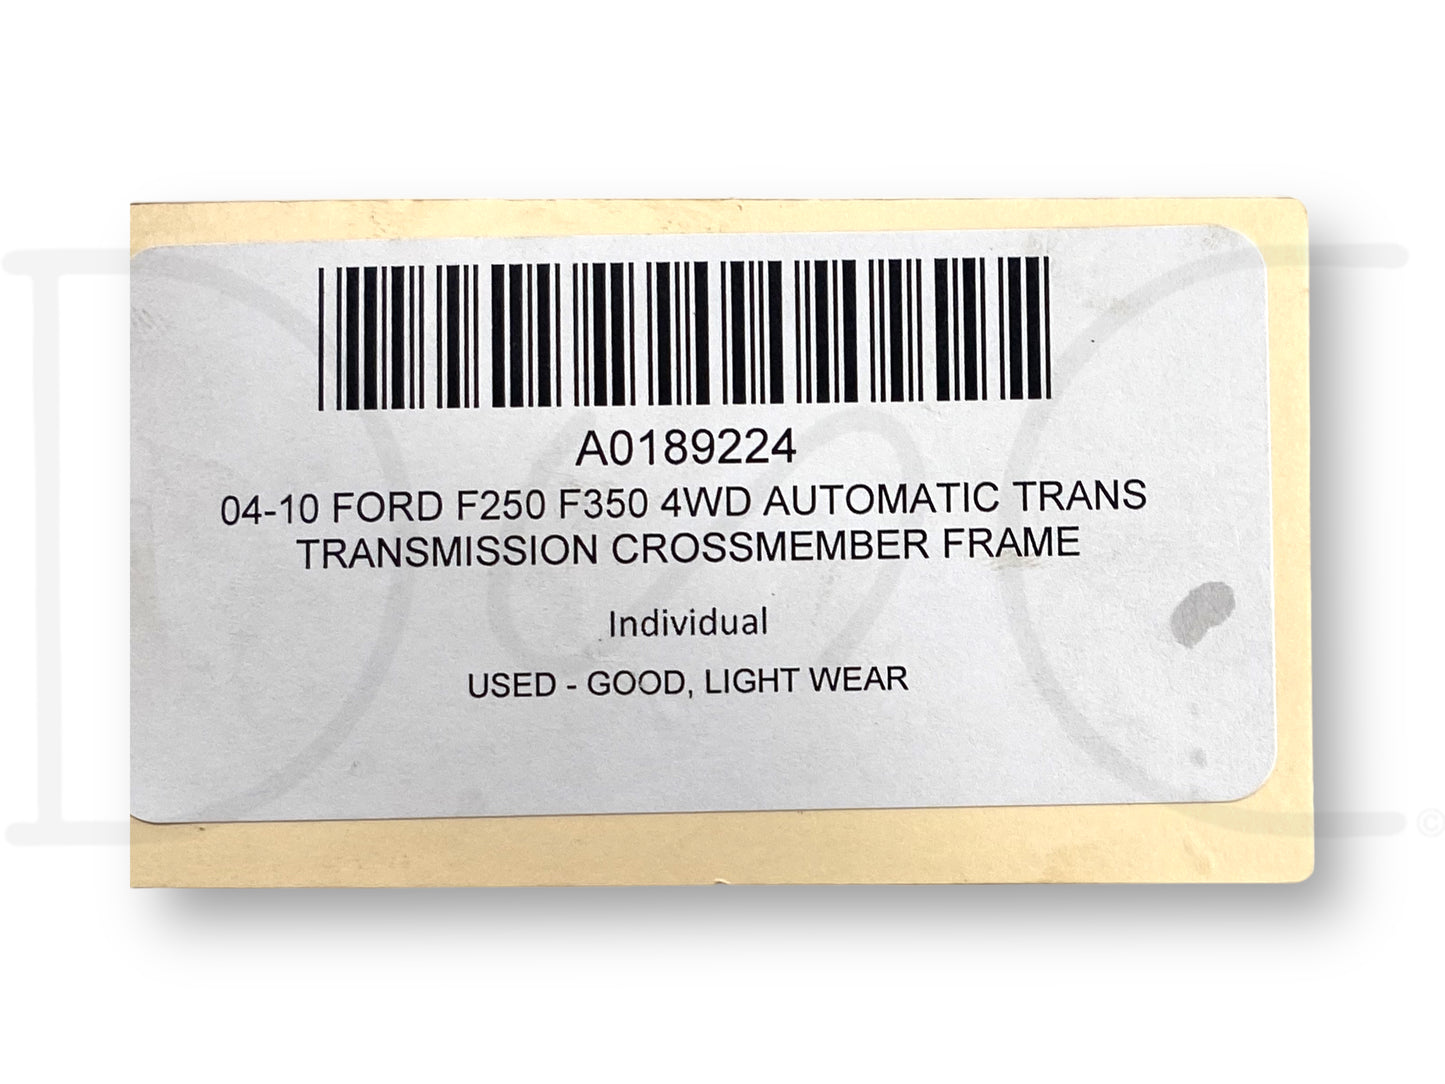 A0189224
04-10 FORD F250 F350 4WD AUTOMATIC TRANS
TRANSMISSION CROSSMEMBER FRAME
Individual
USED - GOOD, LIGHT WEAR